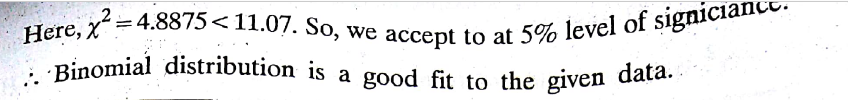 Here, χ² = 4.8875 < 11.07. So, we accept to at 5% level of signiciance.
∴ Binomial distribution is a good fit to the given data.